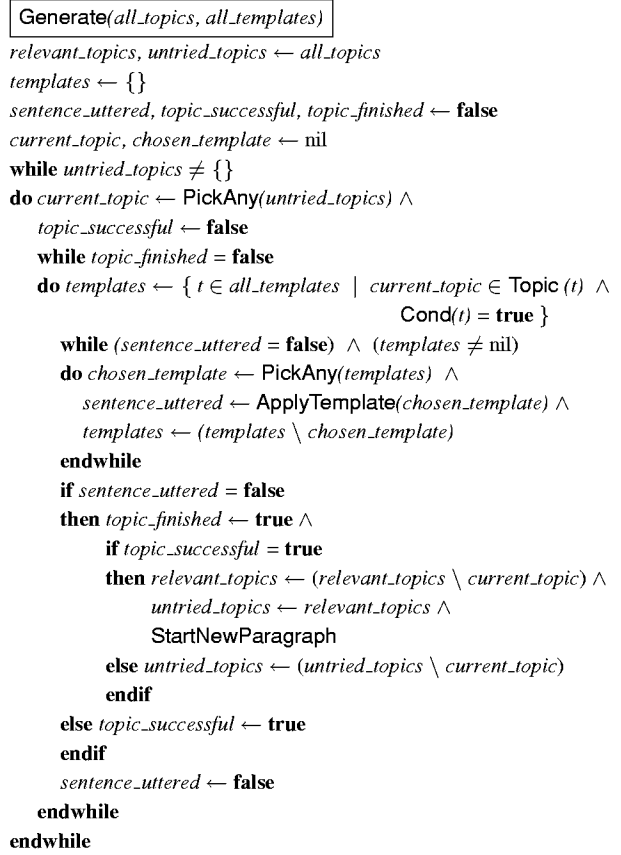 Generate(all_topics, all_templates)
relevant_topics, untried_topics ← all_topics
templates ← {}
sentence_uttered, topic_successful, topic_finished ← false
current_topic, chosen_template ← nil
while untried_topics ≠ {}
do current_topic ← PickAny(untried_topics) ∧
topic_successful ← false
while topic_finished = false
do templates ← { t ∈ all_templates | current_topic ∈ Topic (t) ∧
Cond(t) = true }
while (sentence_uttered = false) ∧ (templates ≠ nil)
do chosen_template ← PickAny(templates) ∧
sentence_uttered ← ApplyTemplate(chosen_template) ∧
templates ← (templates \ chosen_template)
endwhile
if sentence_uttered = false
then topic_finished ← true ∧
if topic_successful = true
then relevant_topics ← (relevant_topics \ current_topic) ∧
untried_topics ← relevant_topics ∧
StartNewParagraph
else untried_topics ← (untried_topics \ current_topic)
endif
else topic_successful ← true
endif
sentence_uttered ← false
endwhile
endwhile